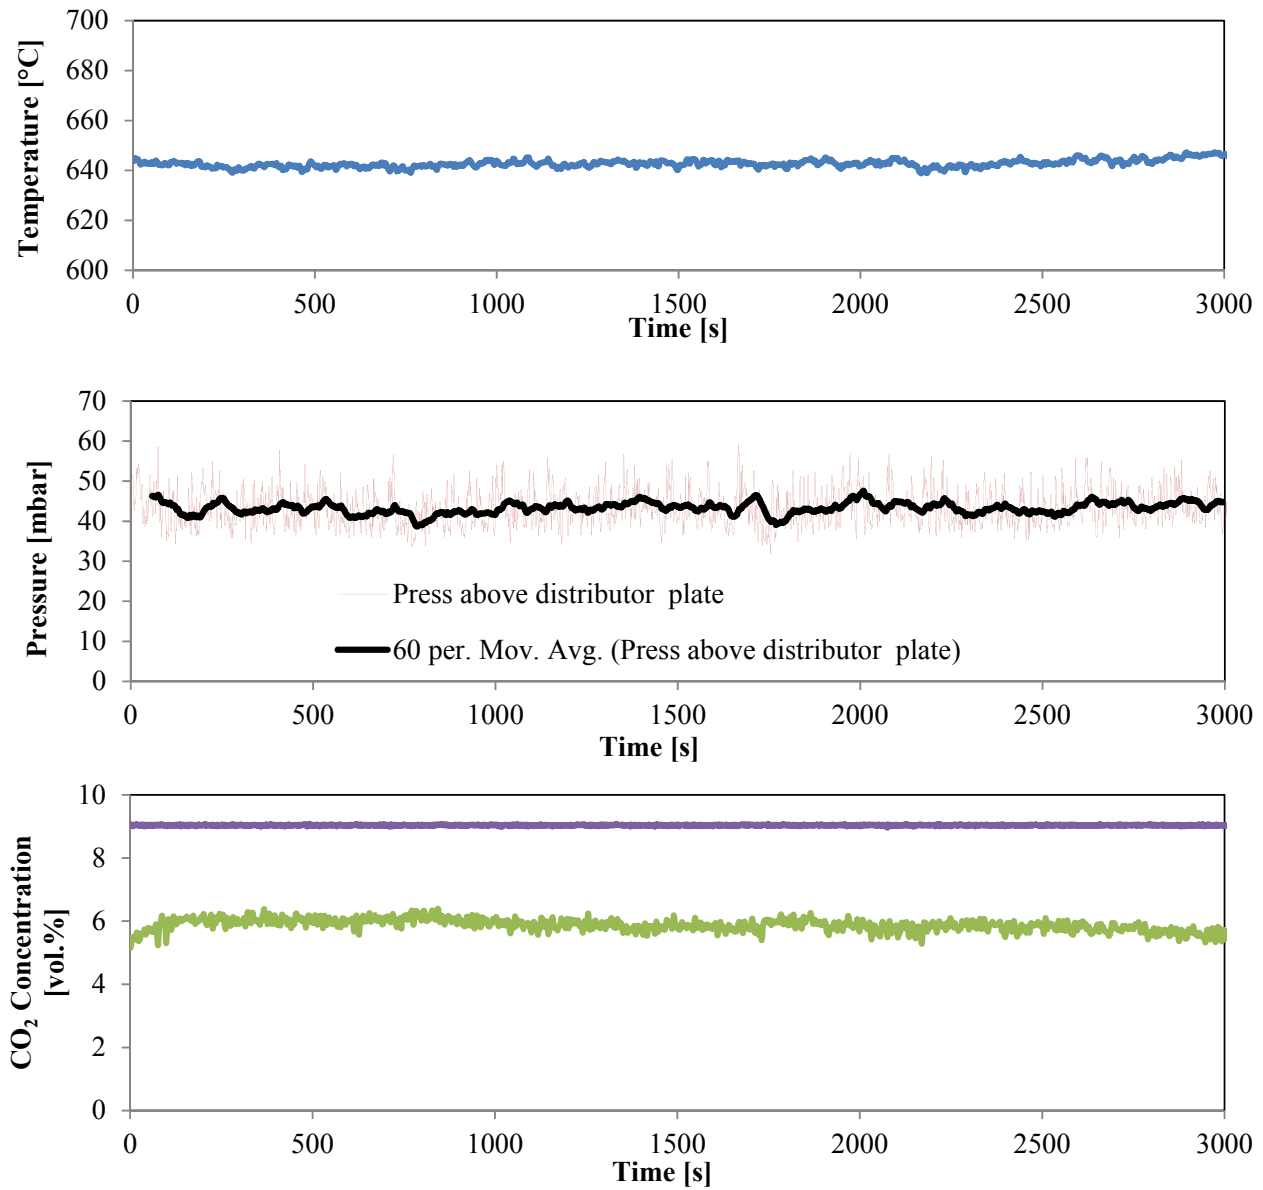 700
680
660
640
620
600
Temperature [°C]
0 500 1000 1500 2000 2500 3000
Time [s]
70
60
50
40
30
20
10
0
Pressure [mbar]
Press above distributor plate
60 per. Mov. Avg. (Press above distributor plate)
0 500 1000 1500 2000 2500 3000
Time [s]
10
8
6
4
2
0
CO₂ Concentration
[vol.%]
0 500 1000 1500 2000 2500 3000
Time [s]